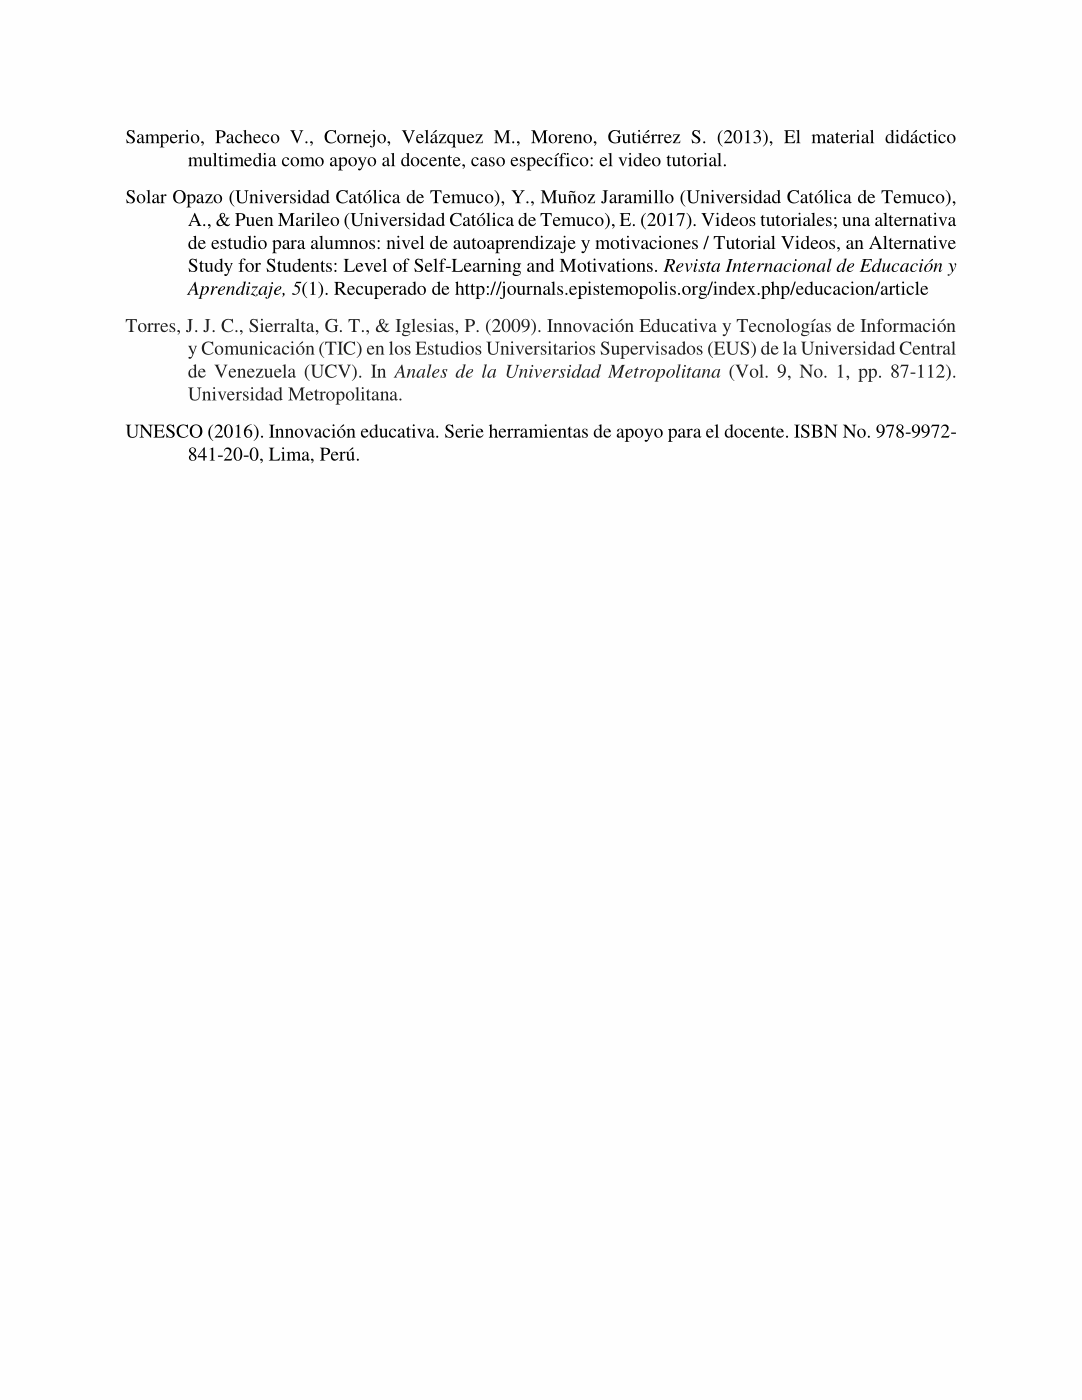 Samperio, Pacheco V., Cornejo, Velázquez M., Moreno, Gutiérrez S. (2013), El material didáctico
multimedia como apoyo al docente, caso específico: el video tutorial.
Solar Opazo (Universidad Católica de Temuco), Y., Muñoz Jaramillo (Universidad Católica de Temuco),
A., & Puen Marileo (Universidad Católica de Temuco), E. (2017). Videos tutoriales; una alternativa
de estudio para alumnos: nivel de autoaprendizaje y motivaciones / Tutorial Videos, an Alternative
Study for Students: Level of Self-Learning and Motivations. Revista Internacional de Educación y
Aprendizaje, 5(1). Recuperado de http://journals.epistemopolis.org/index.php/educacion/article
Torres, J. J. C., Sierralta, G. T., & Iglesias, P. (2009). Innovación Educativa y Tecnologías de Información
y Comunicación (TIC) en los Estudios Universitarios Supervisados (EUS) de la Universidad Central
de Venezuela (UCV). In Anales de la Universidad Metropolitana (Vol. 9, No. 1, pp. 87-112).
Universidad Metropolitana.
UNESCO (2016). Innovación educativa. Serie herramientas de apoyo para el docente. ISBN No. 978-9972-
841-20-0, Lima, Perú.